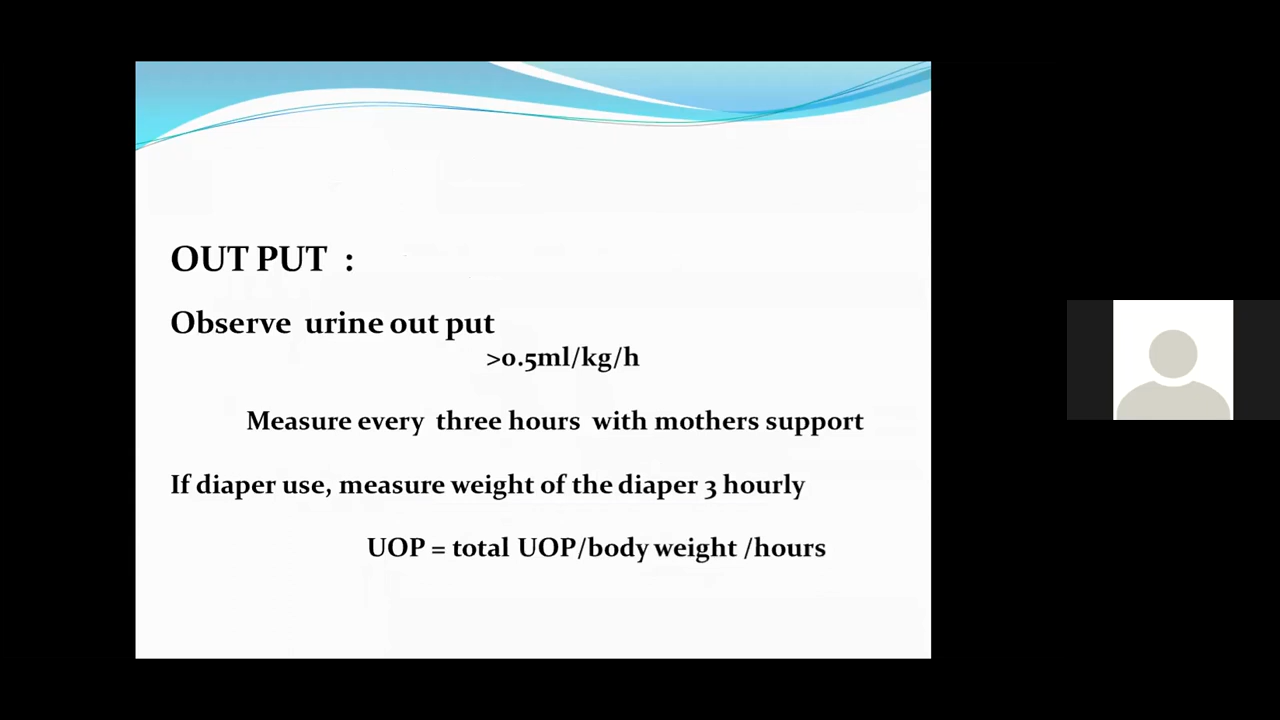 OUT PUT :
Observe urine out put
>0.5ml/kg/h
Measure every three hours with mothers support
If diaper use, measure weight of the diaper 3 hourly
UOP = total UOP/body weight /hours